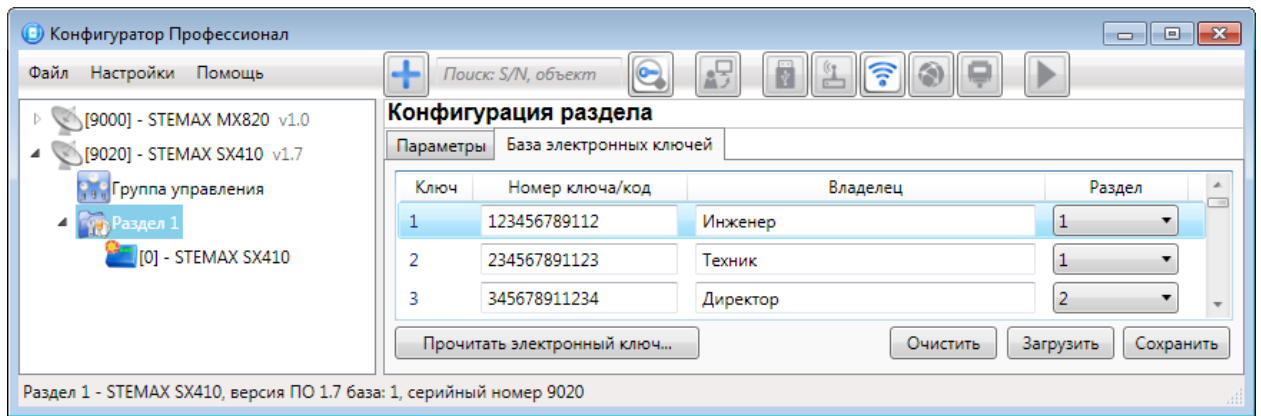 Конфигуратор Профессионал
Файл Настройки Помощь Поиск: S/N, объект
[9000] - STEMAX MX820 v1.0
[9020] - STEMAX SX410 v1.7
Группа управления
Раздел 1
[0] - STEMAX SX410
Конфигурация раздела
Параметры База электронных ключей
Ключ Номер ключа/код Владелец Раздел
1 123456789112 Инженер 1
2 234567891123 Техник 1
3 345678911234 Директор 2
Прочитать электронный ключ... Очистить Загрузить Сохранить
Раздел 1 - STEMAX SX410, версия ПО 1.7 база: 1, серийный номер 9020